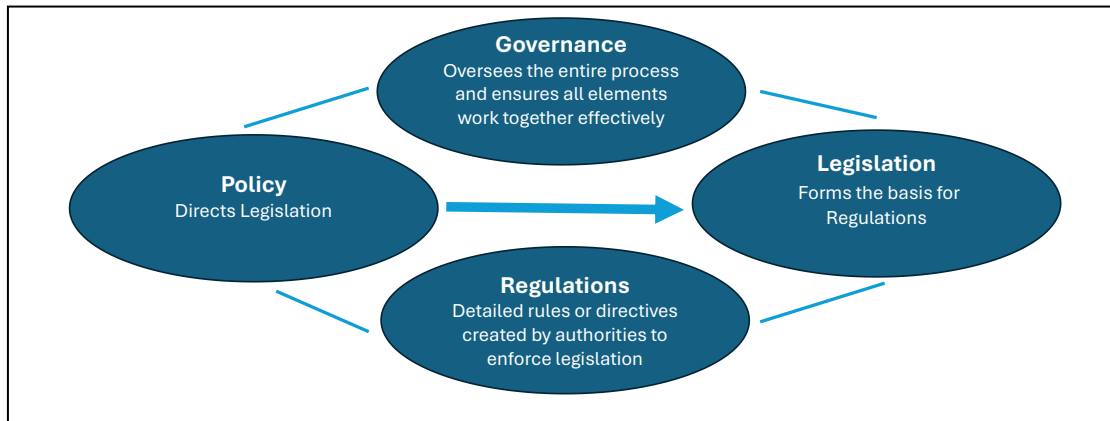 Governance
Oversees the entire process
and ensures all elements
work together effectively
Policy
Directs Legislation
Legislation
Forms the basis for
Regulations
Regulations
Detailed rules or directives
created by authorities to
enforce legislation